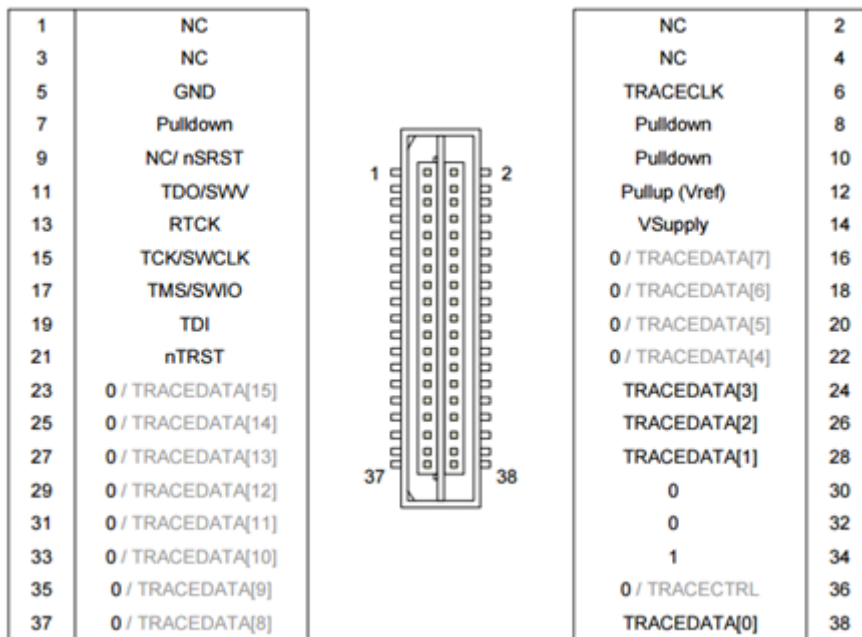 1 NC NC 2
3 NC NC 4
5 GND TRACECLK 6
7 Pulldown Pulldown 8
9 NC/ nSRST Pulldown 10
11 TDO/SWV Pullup (Vref) 12
13 RTCK VSupply 14
15 TCK/SWCLK 0 / TRACEDATA[7] 16
17 TMS/SWIO 0 / TRACEDATA[6] 18
19 TDI 0 / TRACEDATA[5] 20
21 nTRST 0 / TRACEDATA[4] 22
23 0 / TRACEDATA[15] TRACEDATA[3] 24
25 0 / TRACEDATA[14] TRACEDATA[2] 26
27 0 / TRACEDATA[13] TRACEDATA[1] 28
29 0 / TRACEDATA[12] 0 30
31 0 / TRACEDATA[11] 0 32
33 0 / TRACEDATA[10] 1 34
35 0 / TRACEDATA[9] 0 / TRACECTRL 36
37 0 / TRACEDATA[8] TRACEDATA[0] 38
1 2
37 38